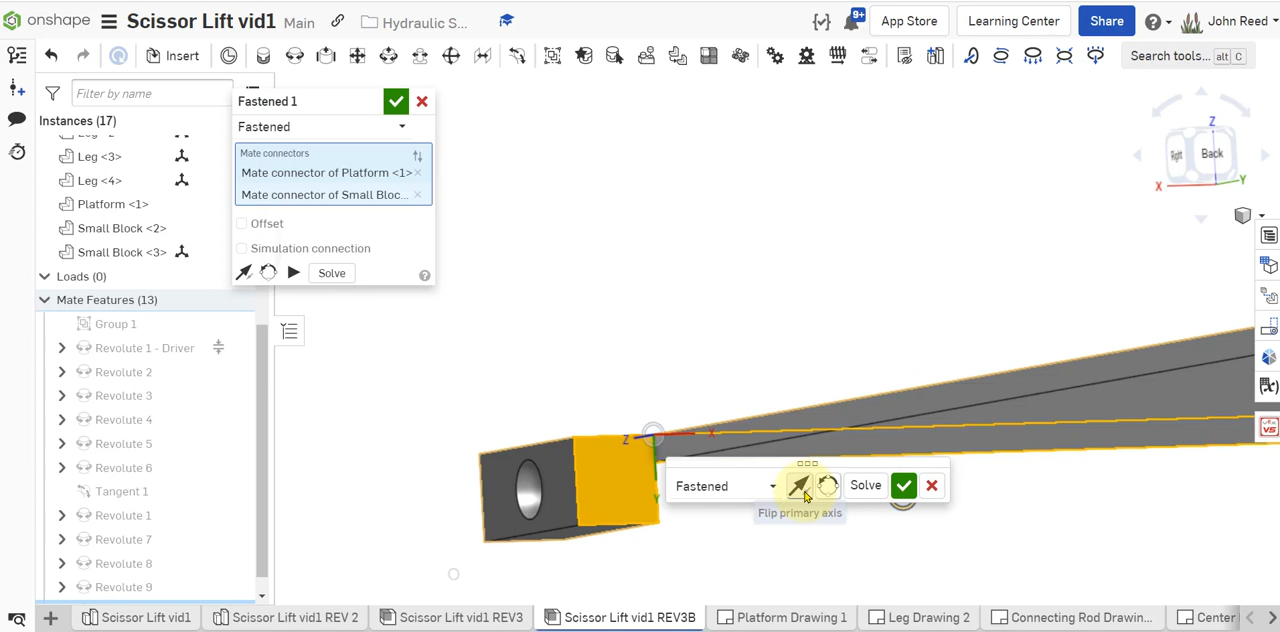 onshape Scissor Lift vid1 Main Hydraulic S... 9+ App Store Learning Center Share John Reed
Insert Search tools... alt C
Filter by name
Instances (17)
Leg <3>
Leg <4>
Platform <1>
Small Block <2>
Small Block <3>
Loads (0)
Mate Features (13)
Group 1
Revolute 1 - Driver
Revolute 2
Revolute 3
Revolute 4
Revolute 5
Revolute 6
Tangent 1
Revolute 1
Revolute 7
Revolute 8
Revolute 9
Fastened 1
Fastened
Mate connectors
Mate connector of Platform <1>
Mate connector of Small Bloc...
Offset
Simulation connection
Solve
Z
Right Back
X Y
Z X
Y
Fastened Solve
Flip primary axis
Scissor Lift vid1 Scissor Lift vid1 REV 2 Scissor Lift vid1 REV3 Scissor Lift vid1 REV3B Platform Drawing 1 Leg Drawing 2 Connecting Rod Drawin... Center